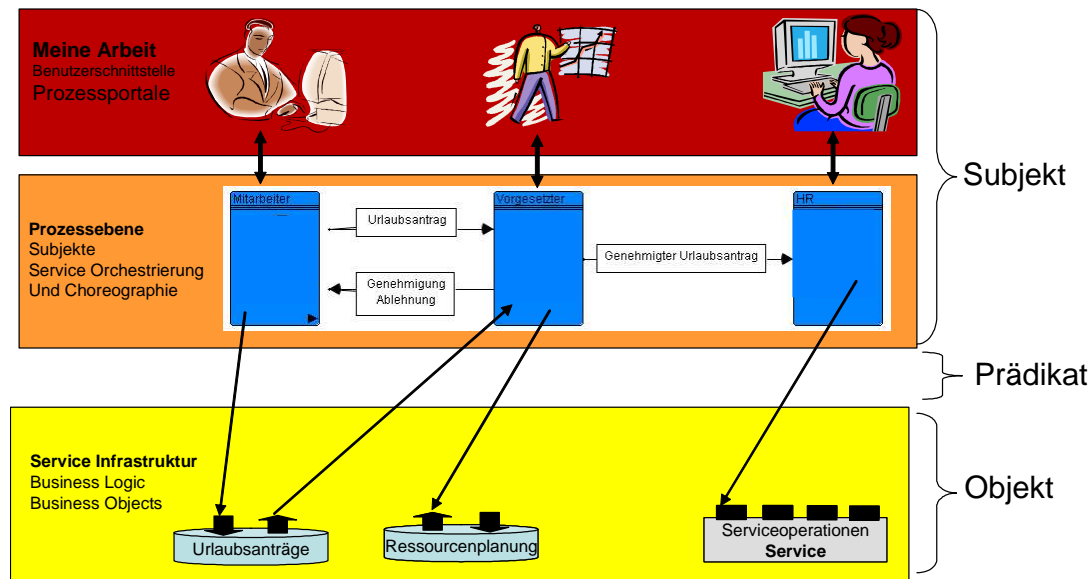 Meine Arbeit
Benutzerschnittstelle
Prozessportale
Subjekt
Mitarbeiter
Vorgesetzter
HR
Urlaubsantrag
Genehmigter Urlaubsantrag
Genehmigung
Ablehnung
Prozessebene
Subjekte
Service Orchestrierung
Und Choreographie
Prädikat
Service Infrastruktur
Business Logic
Business Objects
Objekt
Urlaubsanträge
Ressourcenplanung
Serviceoperationen
Service